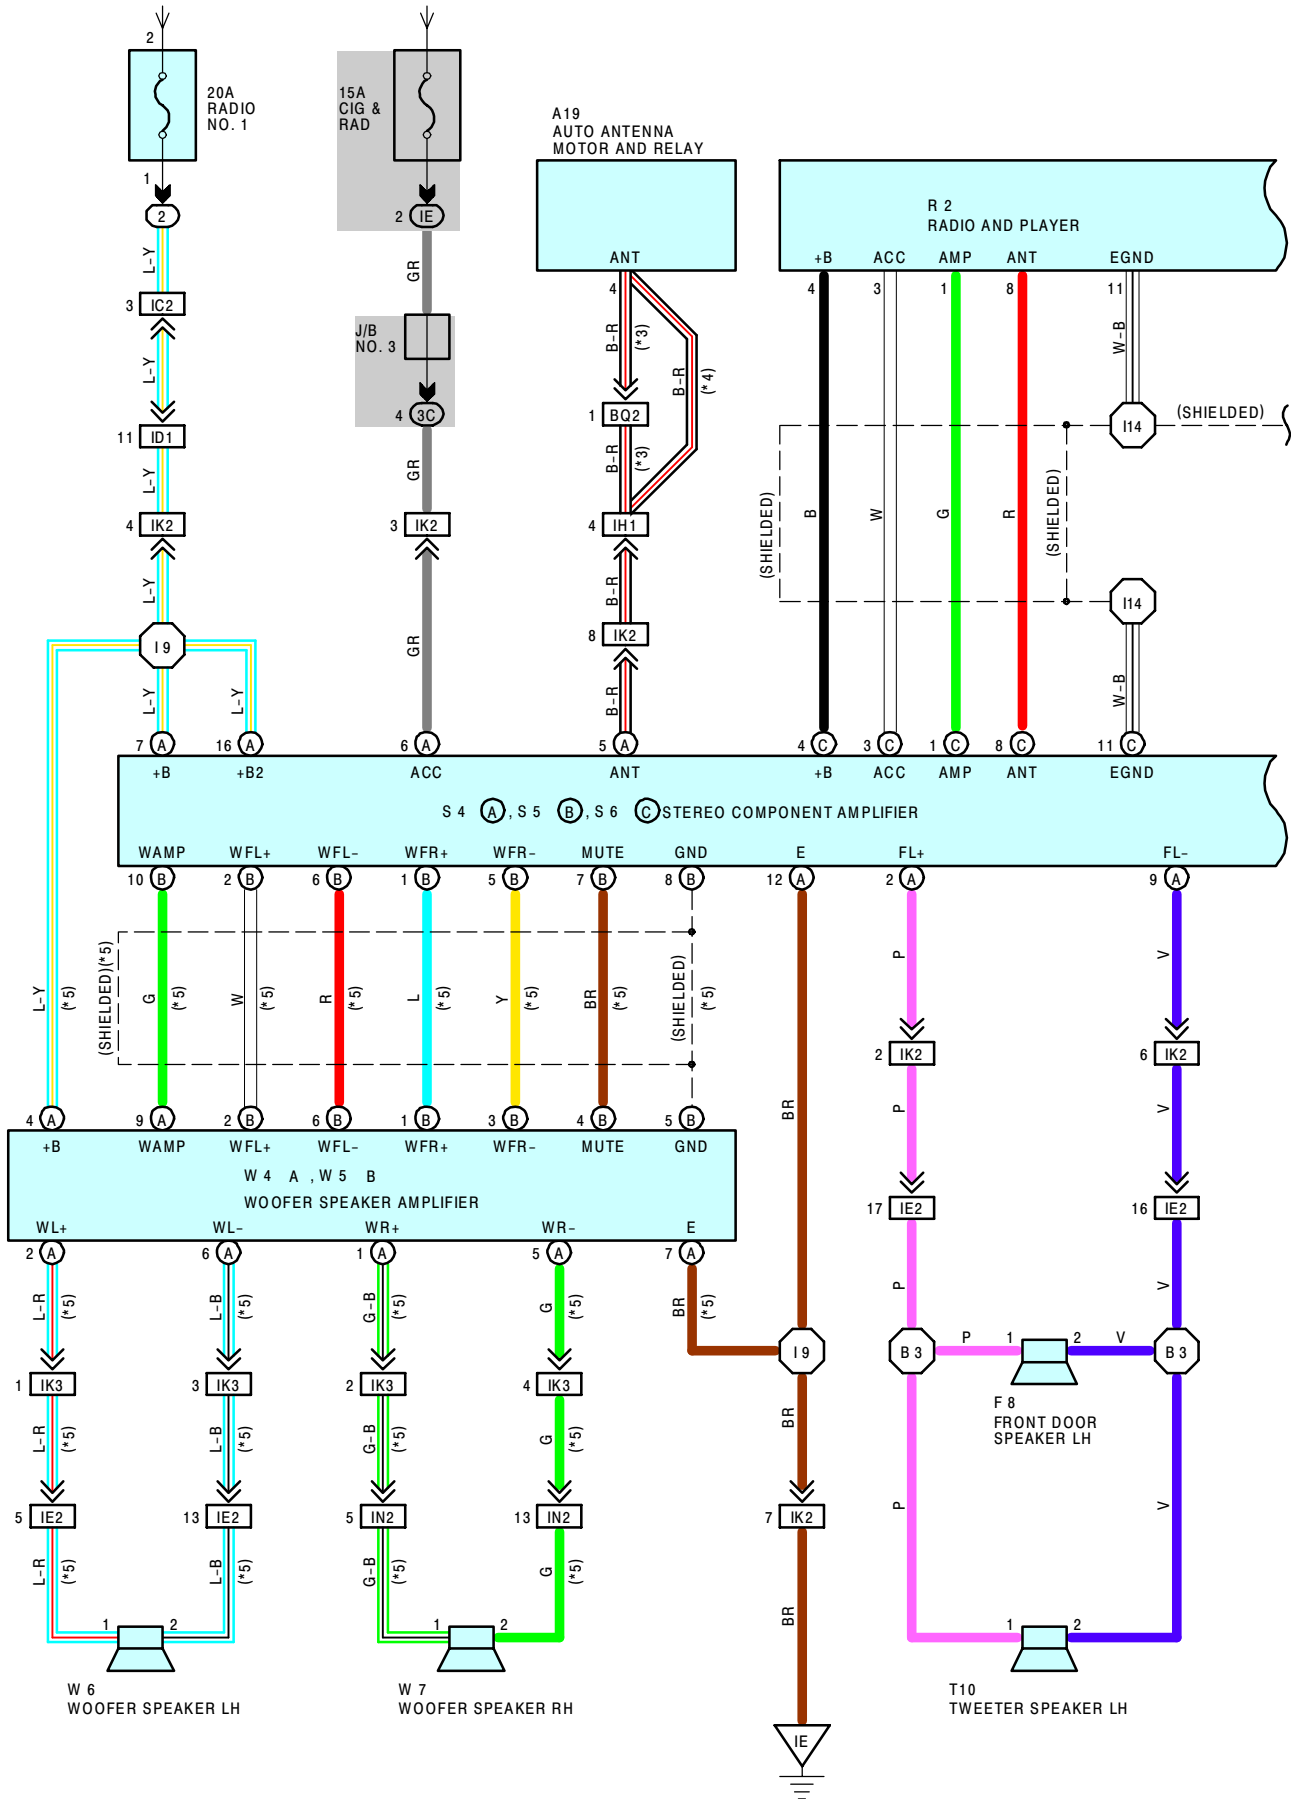 2
20A
RADIO
NO. 1
1
2
L-Y
3 IC2
L-Y
11 ID1
L-Y
4 IK2
L-Y
I 9
L-Y
L-Y
7 A
16 A
15A
CIG &
RAD
2 IE
GR
J/B
NO. 3
4 3C
GR
3 IK2
GR
6 A
A19
AUTO ANTENNA
MOTOR AND RELAY
ANT
4
B-R
(*3)
B-R
(*4)
1 BQ2
B-R
(*3)
4 IH1
B-R
8 IK2
B-R
5 A
R 2
RADIO AND PLAYER
+B ACC AMP ANT EGND
4 3 1 8 11
W-B
I14
(SHIELDED)
(SHIELDED)
B
W
G
R
(SHIELDED)
I14
W-B
4 C
3 C
1 C
8 C
11 C
+B +B2 ACC ANT +B ACC AMP ANT EGND
S 4 A , S 5 B , S 6 C STEREO COMPONENT AMPLIFIER
WAMP WFL+ WFL- WFR+ WFR- MUTE GND E FL+ FL-
10 B
2 B
6 B
1 B
5 B
7 B
8 B
12 A
2 A
9 A
L-Y
(*5)
(SHIELDED)(*5)
G
(*5)
W
(*5)
R
(*5)
L
(*5)
Y
(*5)
BR
(*5)
(SHIELDED)
(*5)
4 A
9 A
2 B
6 B
1 B
3 B
4 B
5 B
+B WAMP WFL+ WFL- WFR+ WFR- MUTE GND
W 4 A , W 5 B
WOOFER SPEAKER AMPLIFIER
WL+ WL- WR+ WR- E
2 A
6 A
1 A
5 A
7 A
L-R
(*5)
L-B
(*5)
G-B
(*5)
G
(*5)
BR
(*5)
1 IK3
3 IK3
2 IK3
4 IK3
L-R
(*5)
L-B
(*5)
G-B
(*5)
G
(*5)
5 IE2
13 IE2
5 IN2
13 IN2
L-R
(*5)
L-B
(*5)
G-B
(*5)
G
(*5)
1 2
W 6
WOOFER SPEAKER LH
1 2
W 7
WOOFER SPEAKER RH
BR
I 9
BR
7 IK2
BR
IE
P
V
2 IK2
6 IK2
P
V
17 IE2
16 IE2
P
V
B 3
P 1 2 V
B 3
F 8
FRONT DOOR
SPEAKER LH
P
V
1 2
T10
TWEETER SPEAKER LH